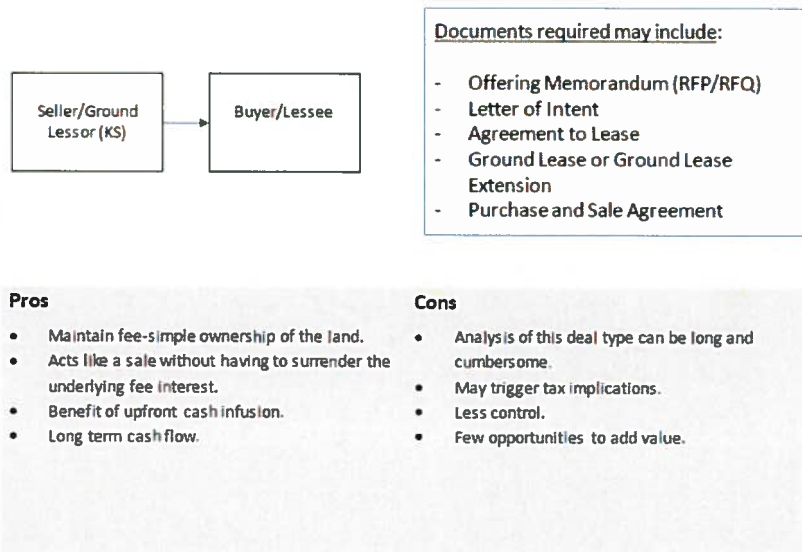 Seller/Ground
Lessor (KS)
Buyer/Lessee
Documents required may include:
- Offering Memorandum (RFP/RFQ)
- Letter of Intent
- Agreement to Lease
- Ground Lease or Ground Lease
Extension
- Purchase and Sale Agreement
Pros
• Maintain fee-simple ownership of the land.
• Acts like a sale without having to surrender the
underlying fee interest.
• Benefit of upfront cash infusion.
• Long term cash flow.
Cons
• Analysis of this deal type can be long and
cumbersome.
• May trigger tax implications.
• Less control.
• Few opportunities to add value.